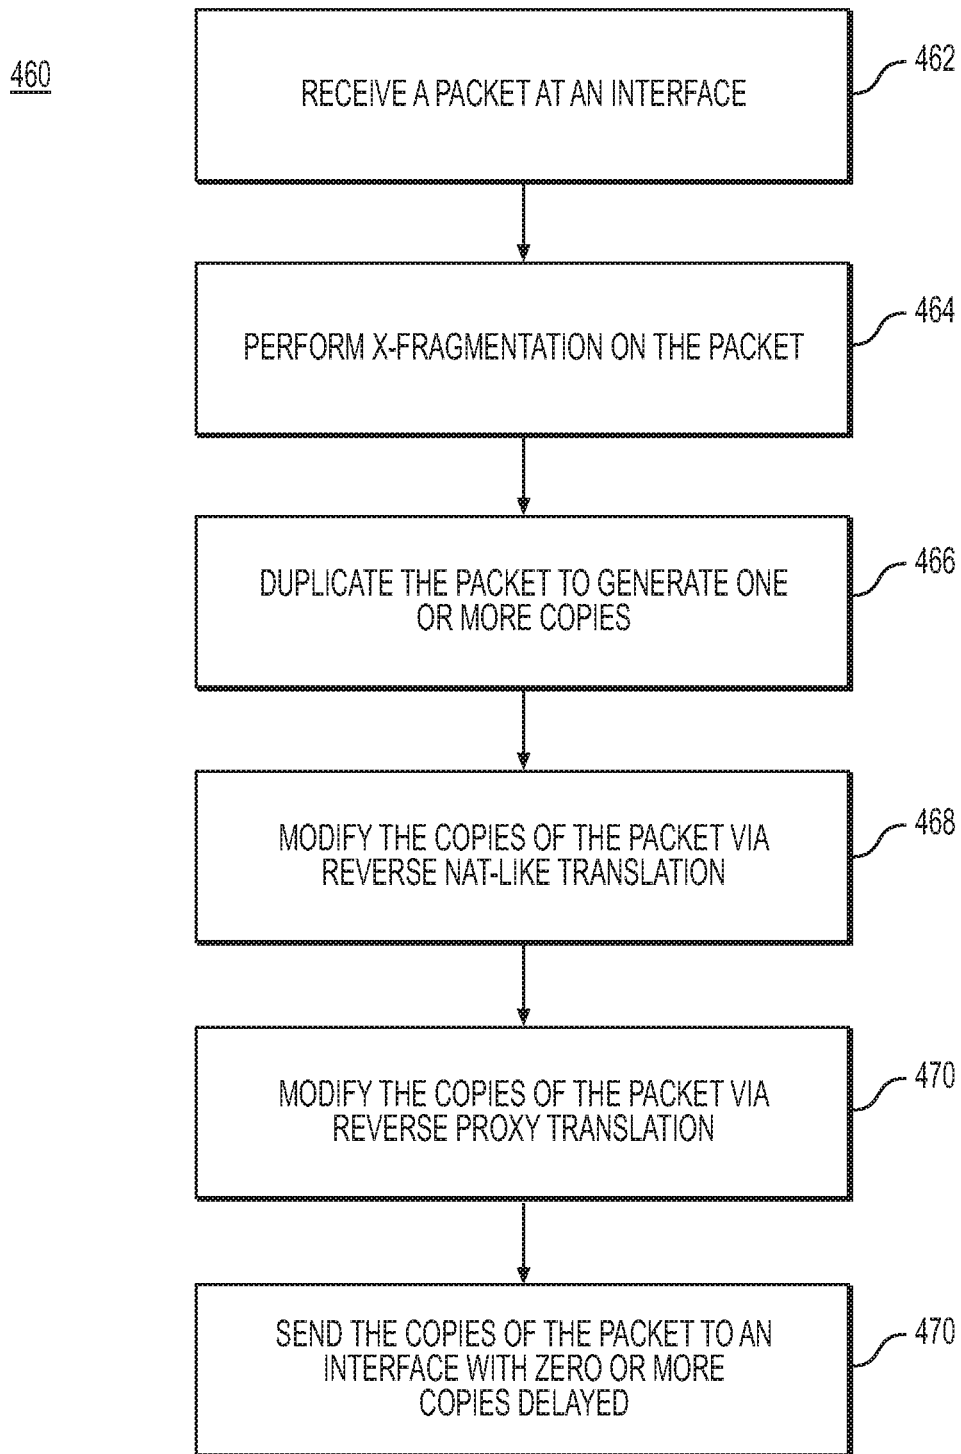 460
RECEIVE A PACKET AT AN INTERFACE
462
PERFORM X-FRAGMENTATION ON THE PACKET
464
DUPLICATE THE PACKET TO GENERATE ONE
OR MORE COPIES
466
MODIFY THE COPIES OF THE PACKET VIA
REVERSE NAT-LIKE TRANSLATION
468
MODIFY THE COPIES OF THE PACKET VIA
REVERSE PROXY TRANSLATION
470
SEND THE COPIES OF THE PACKET TO AN
INTERFACE WITH ZERO OR MORE
COPIES DELAYED
470